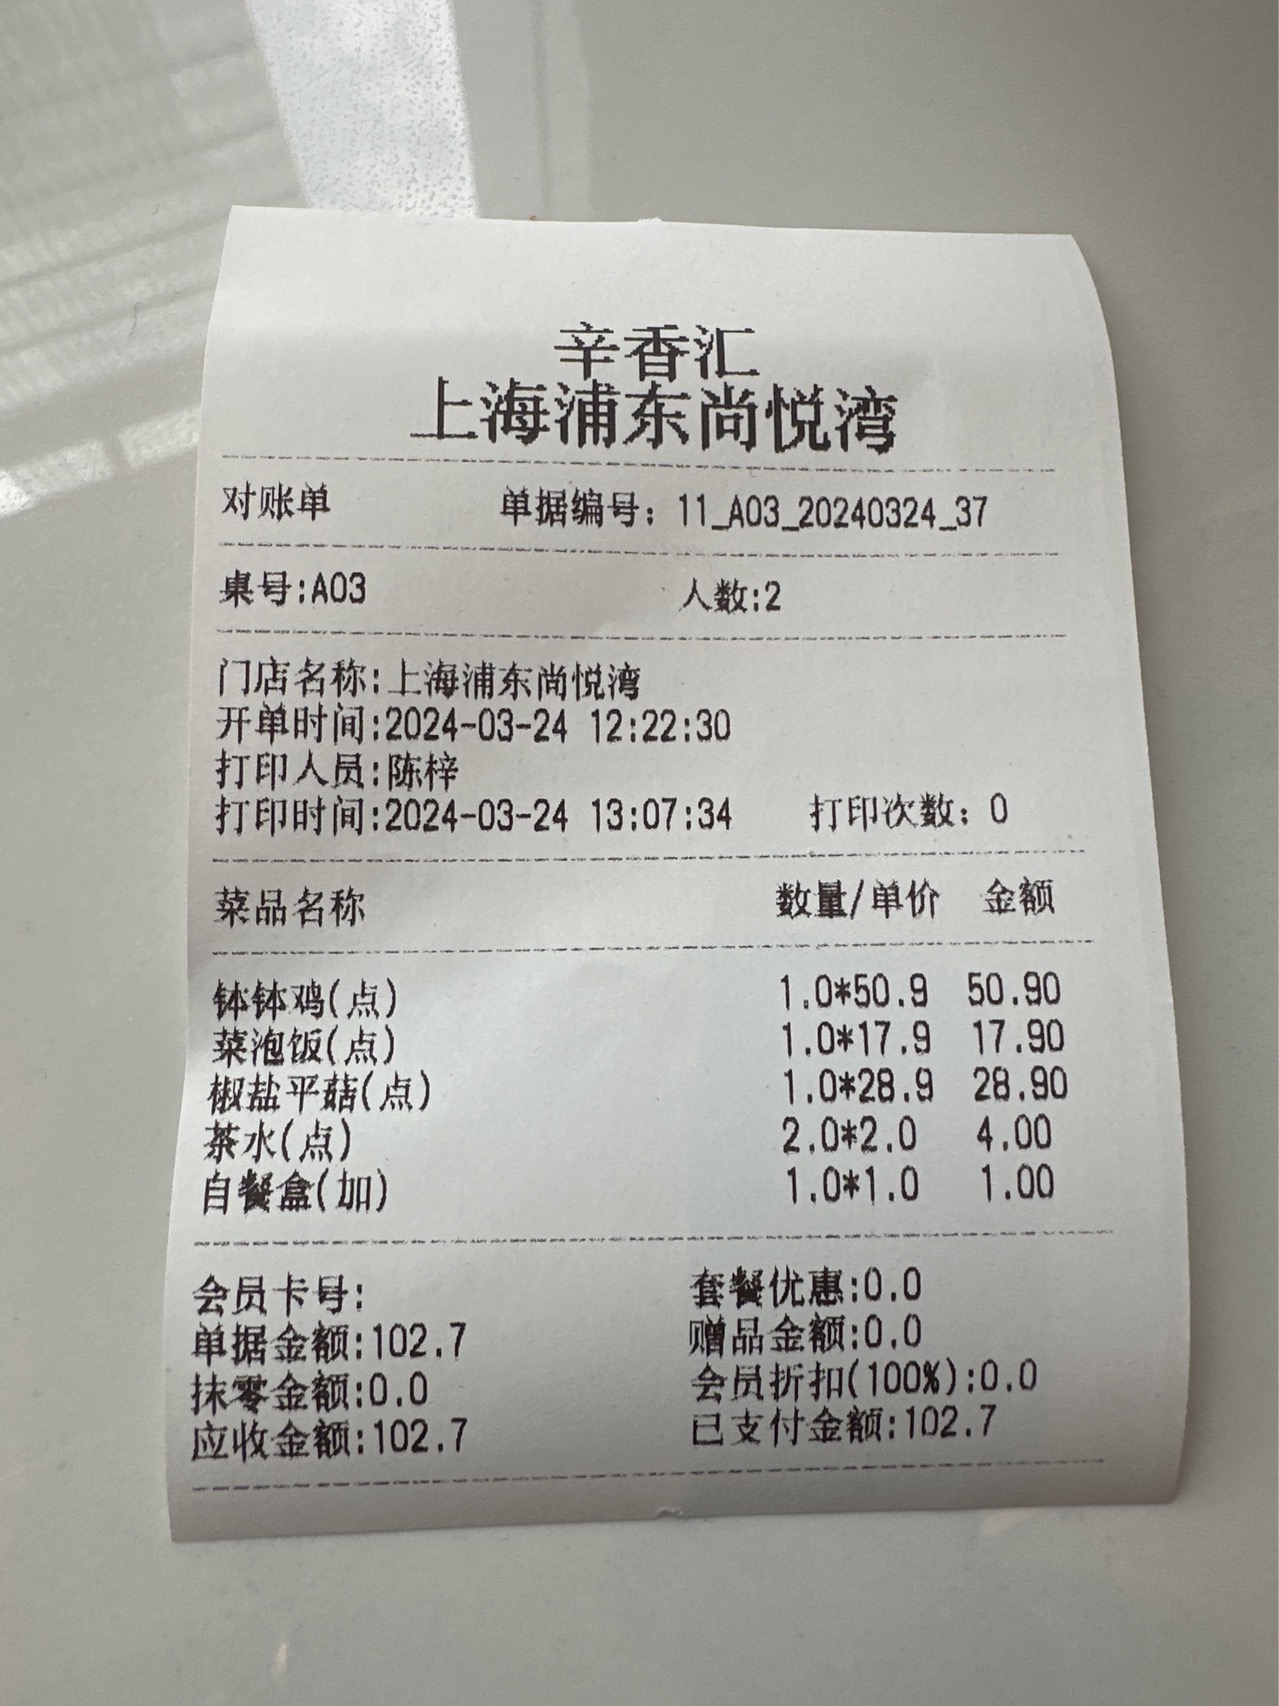 辛香汇
上海浦东尚悦湾
对账单 单据编号：11_A03_20240324_37
桌号:A03 人数:2
门店名称:上海浦东尚悦湾
开单时间:2024-03-24 12:22:30
打印人员:陈梓
打印时间:2024-03-24 13:07:34 打印次数：0
菜品名称 数量/单价 金额
钵钵鸡(点) 1.0*50.9 50.90
菜泡饭(点) 1.0*17.9 17.90
椒盐平菇(点) 1.0*28.9 28.90
茶水(点) 2.0*2.0 4.00
自餐盒(加) 1.0*1.0 1.00
会员卡号: 套餐优惠:0.0
单据金额:102.7 赠品金额:0.0
抹零金额:0.0 会员折扣(100%):0.0
应收金额:102.7 已支付金额:102.7